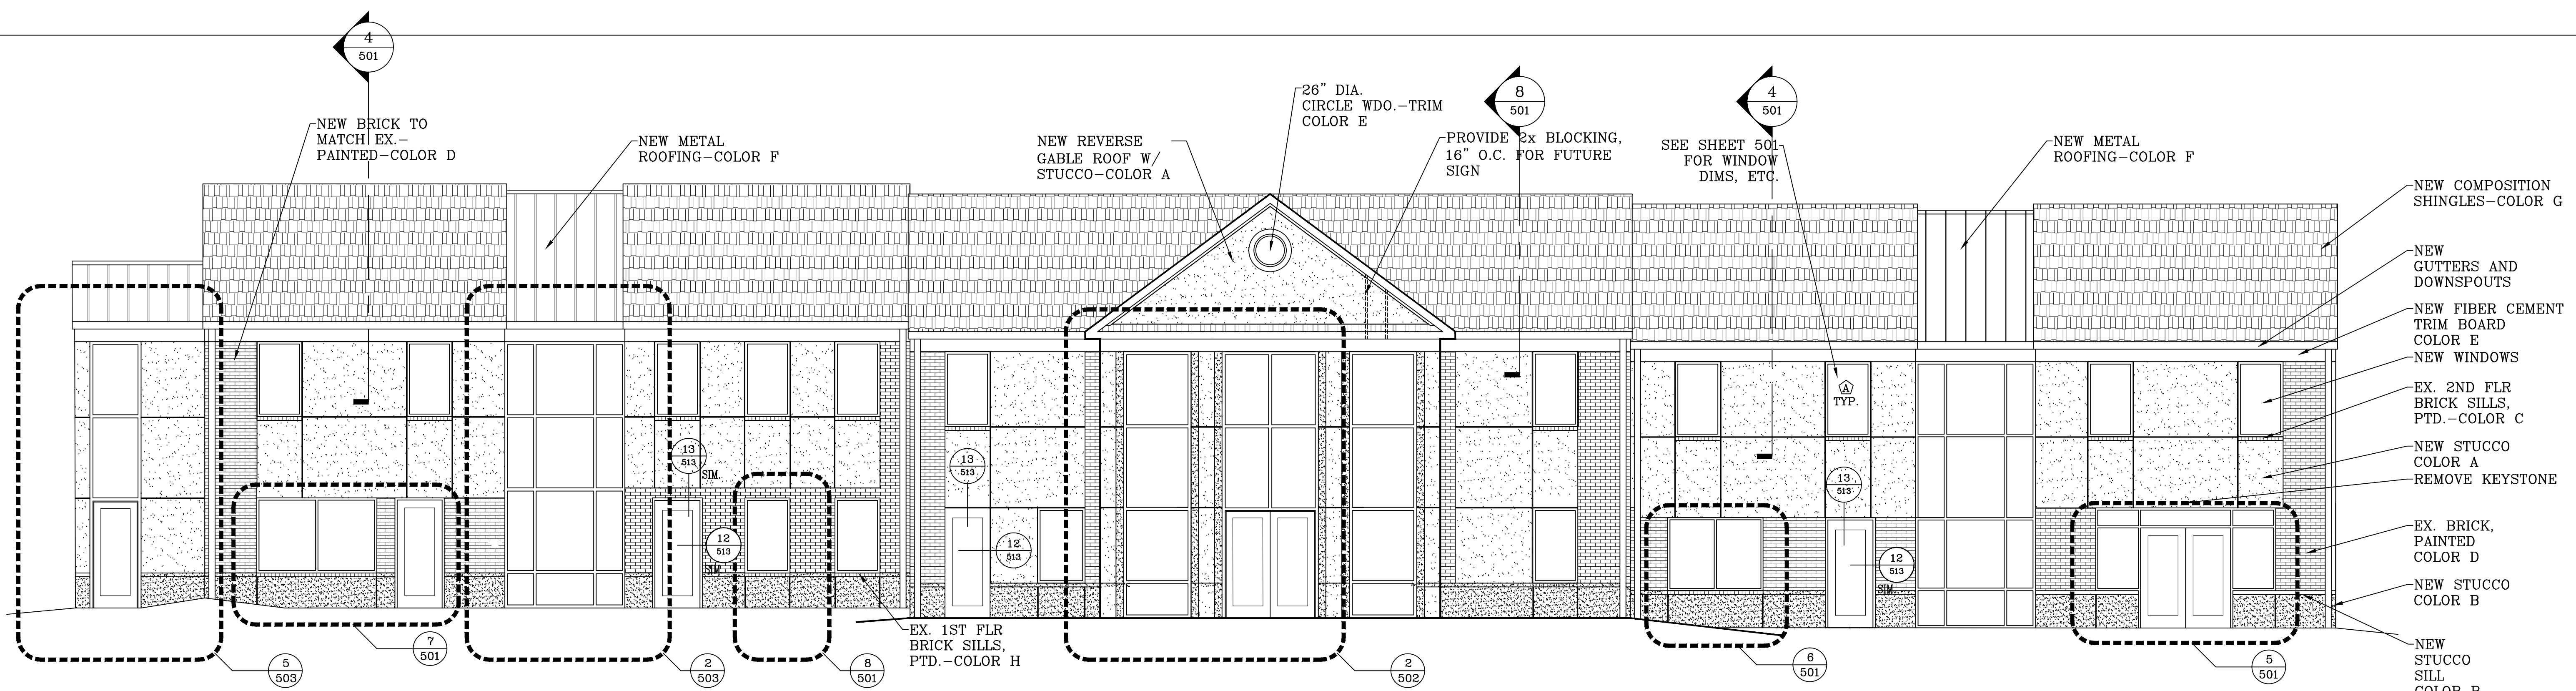 4
501
NEW BRICK TO
MATCH EX.-
PAINTED-COLOR D
NEW METAL
ROOFING-COLOR F
NEW REVERSE
GABLE ROOF W/
STUCCO-COLOR A
26" DIA.
CIRCLE WDO.-TRIM
COLOR E
PROVIDE 2x BLOCKING,
16" O.C. FOR FUTURE
SIGN
8
501
SEE SHEET 501
FOR WINDOW
DIMS, ETC.
4
501
NEW METAL
ROOFING-COLOR F
NEW COMPOSITION
SHINGLES-COLOR G
NEW
GUTTERS AND
DOWNSPOUTS
NEW FIBER CEMENT
TRIM BOARD
COLOR E
NEW WINDOWS
EX. 2ND FLR
BRICK SILLS,
PTD.-COLOR C
NEW STUCCO
COLOR A
REMOVE KEYSTONE
EX. BRICK,
PAINTED
COLOR D
NEW STUCCO
COLOR B
NEW
STUCCO
SILL
COLOR B
A
TYP.
13
513
SIM.
12
513
SIM.
13
513
12
513
13
513
12
513
SIM.
EX. 1ST FLR
BRICK SILLS,
PTD.-COLOR H
5
503
7
501
2
503
8
501
2
502
6
501
5
501